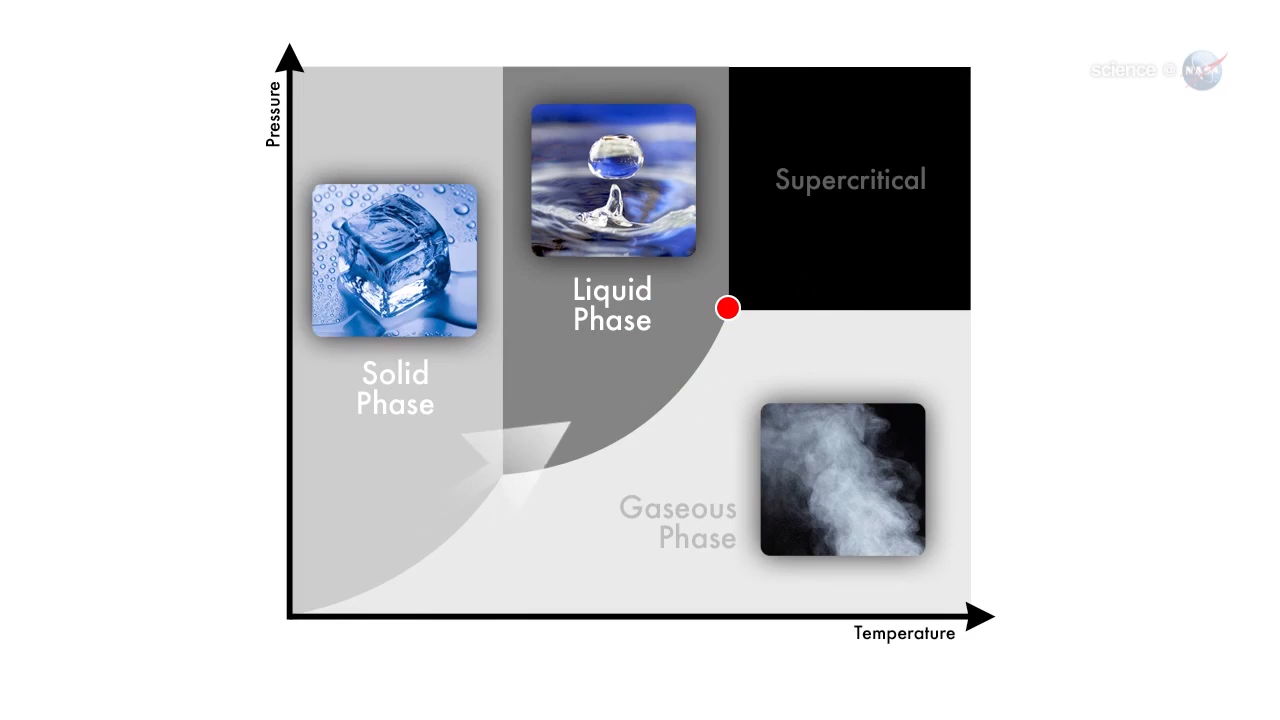 science @ NASA
Pressure
Supercritical
Liquid
Phase
Solid
Phase
Gaseous
Phase
Temperature